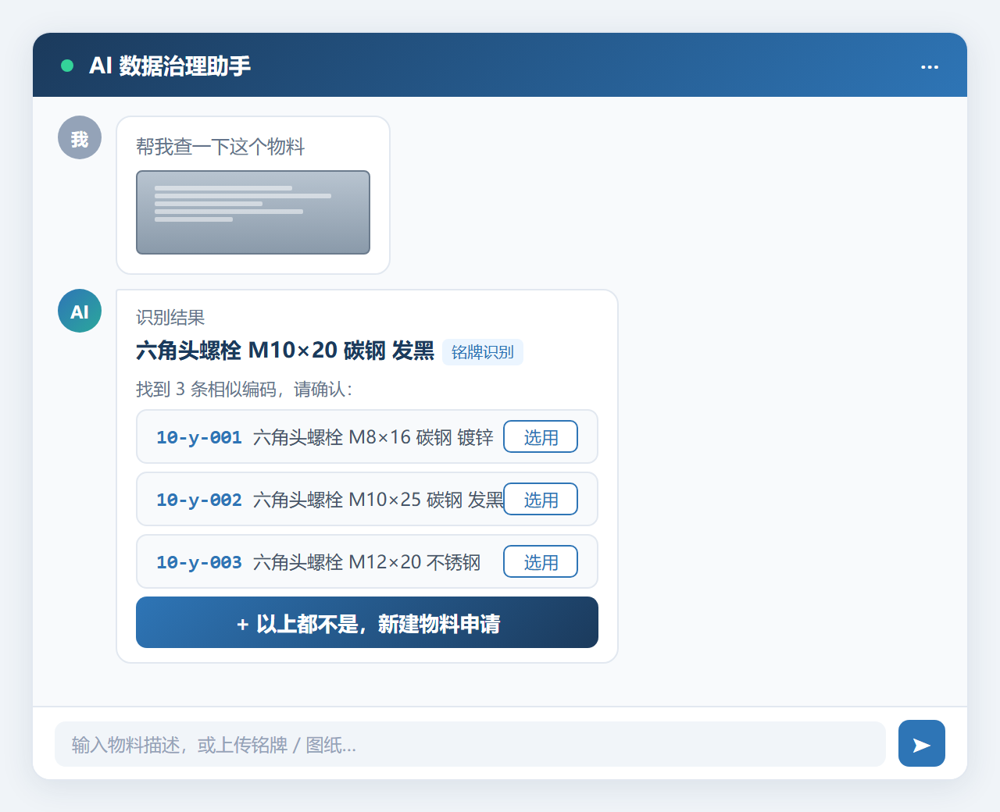 AI 数据治理助手
...
我
帮我查一下这个物料
AI
识别结果
六角头螺栓 M10×20 碳钢 发黑 铭牌识别
找到 3 条相似编码，请确认：
10-y-001 六角头螺栓 M8×16 碳钢 镀锌 选用
10-y-002 六角头螺栓 M10×25 碳钢 发黑 选用
10-y-003 六角头螺栓 M12×20 不锈钢 选用
+ 以上都不是，新建物料申请
输入物料描述，或上传铭牌 / 图纸...